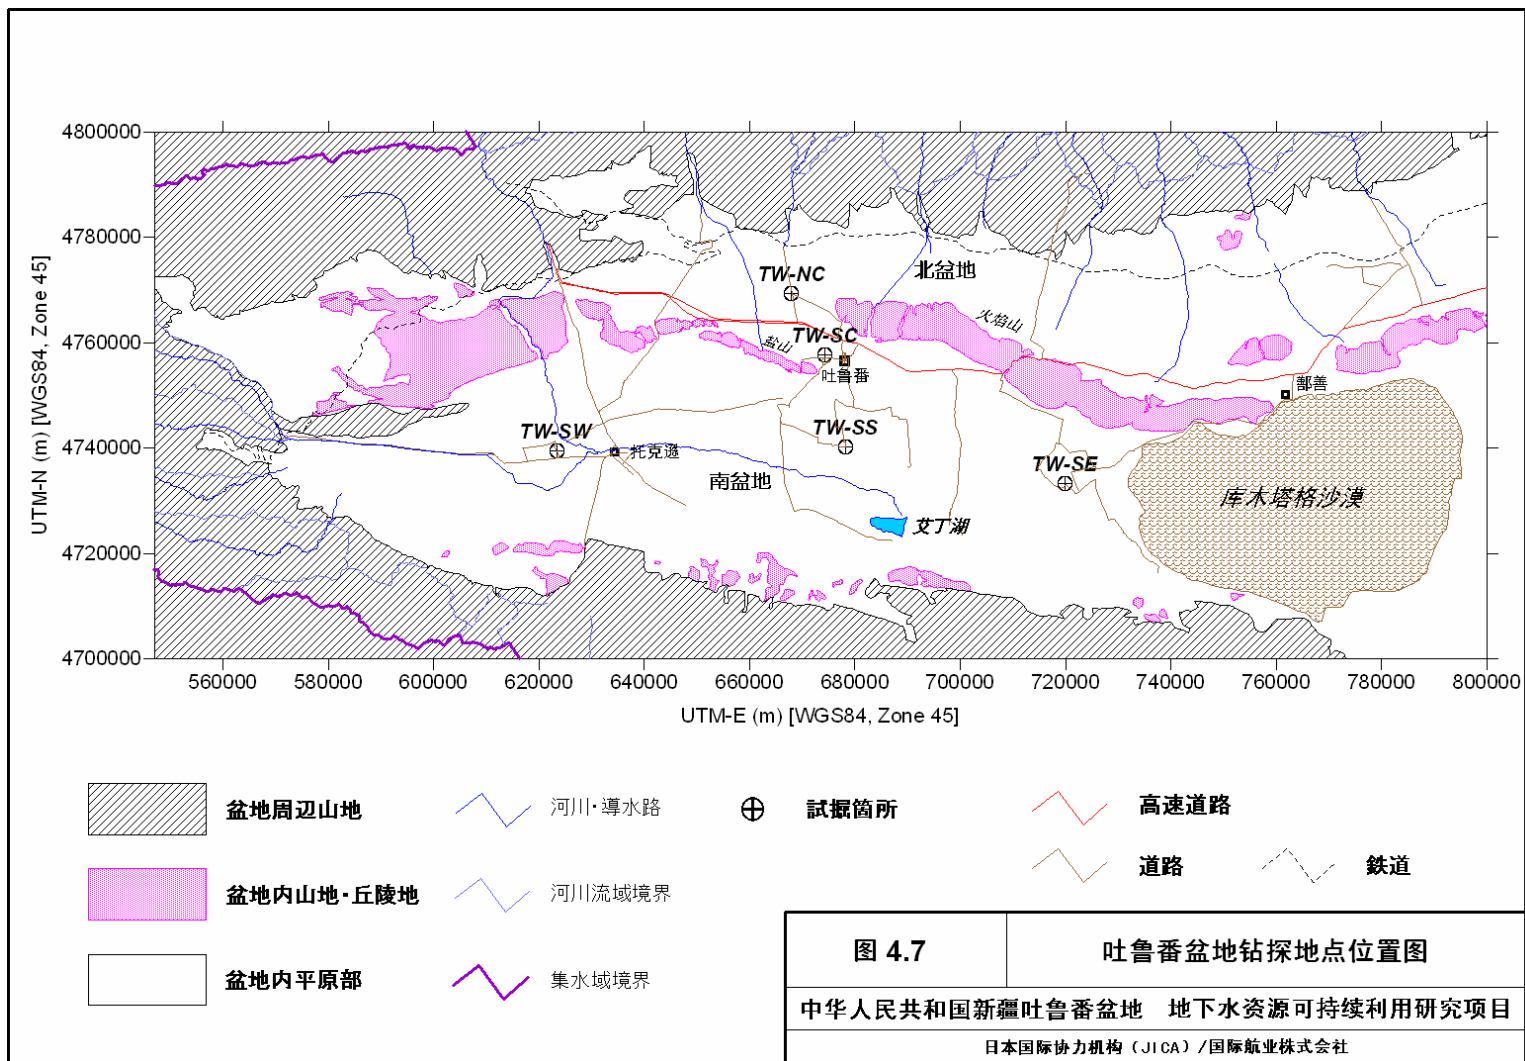 4800000
4780000
4760000
4740000
4720000
4700000
UTM-N (m) [WGS84, Zone 45]
TW-NC
北盆地
TW-SC
火焰山
盐山
吐鲁番
鄯善
TW-SW
托克逊
TW-SS
南盆地
TW-SE
库木塔格沙漠
艾丁湖
560000 580000 600000 620000 640000 660000 680000 700000 720000 740000 760000 780000 800000
UTM-E (m) [WGS84, Zone 45]
盆地周辺山地
河川・導水路
試掘箇所
高速道路
道路
鉄道
盆地内山地・丘陵地
河川流域境界
盆地内平原部
集水域境界
图 4.7
吐鲁番盆地钻探地点位置图
中华人民共和国新疆吐鲁番盆地 地下水资源可持续利用研究项目
日本国际协力机构（JICA）/国际航业株式会社